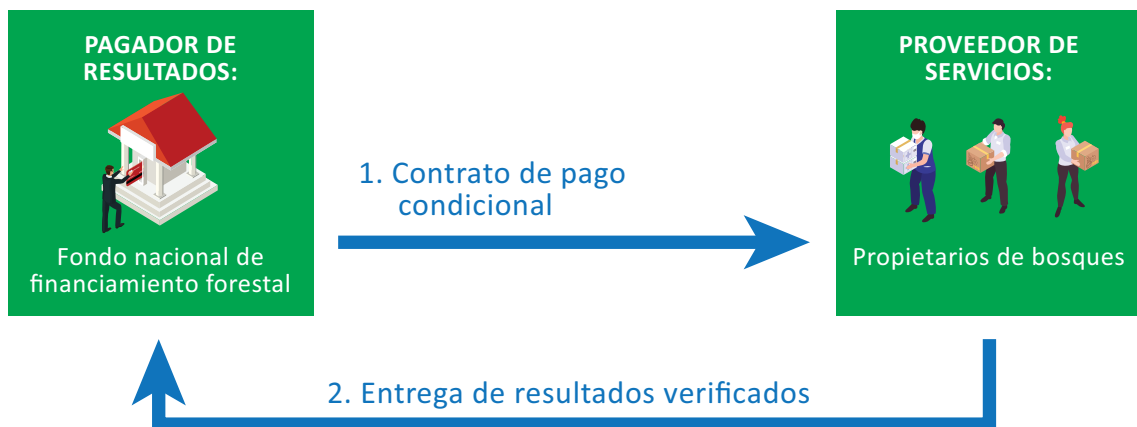 PAGADOR DE
RESULTADOS:
Fondo nacional de
financiamiento forestal
1. Contrato de pago
condicional
PROVEEDOR DE
SERVICIOS:
Propietarios de bosques
2. Entrega de resultados verificados